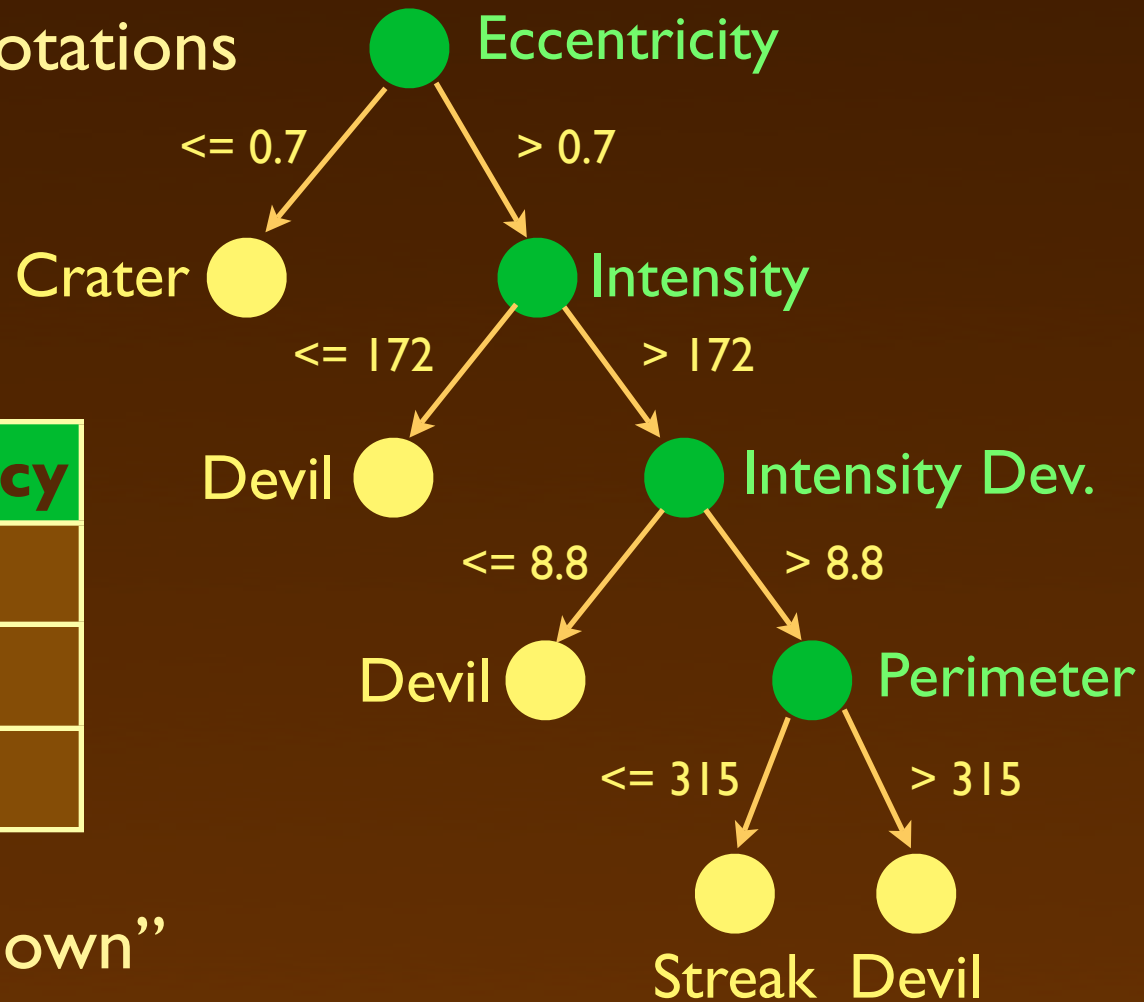 otations
Eccentricity
<= 0.7
> 0.7
Crater
Intensity
<= 172
> 172
cy
Devil
Intensity Dev.
<= 8.8
> 8.8
Devil
Perimeter
<= 315
> 315
own”
Streak Devil